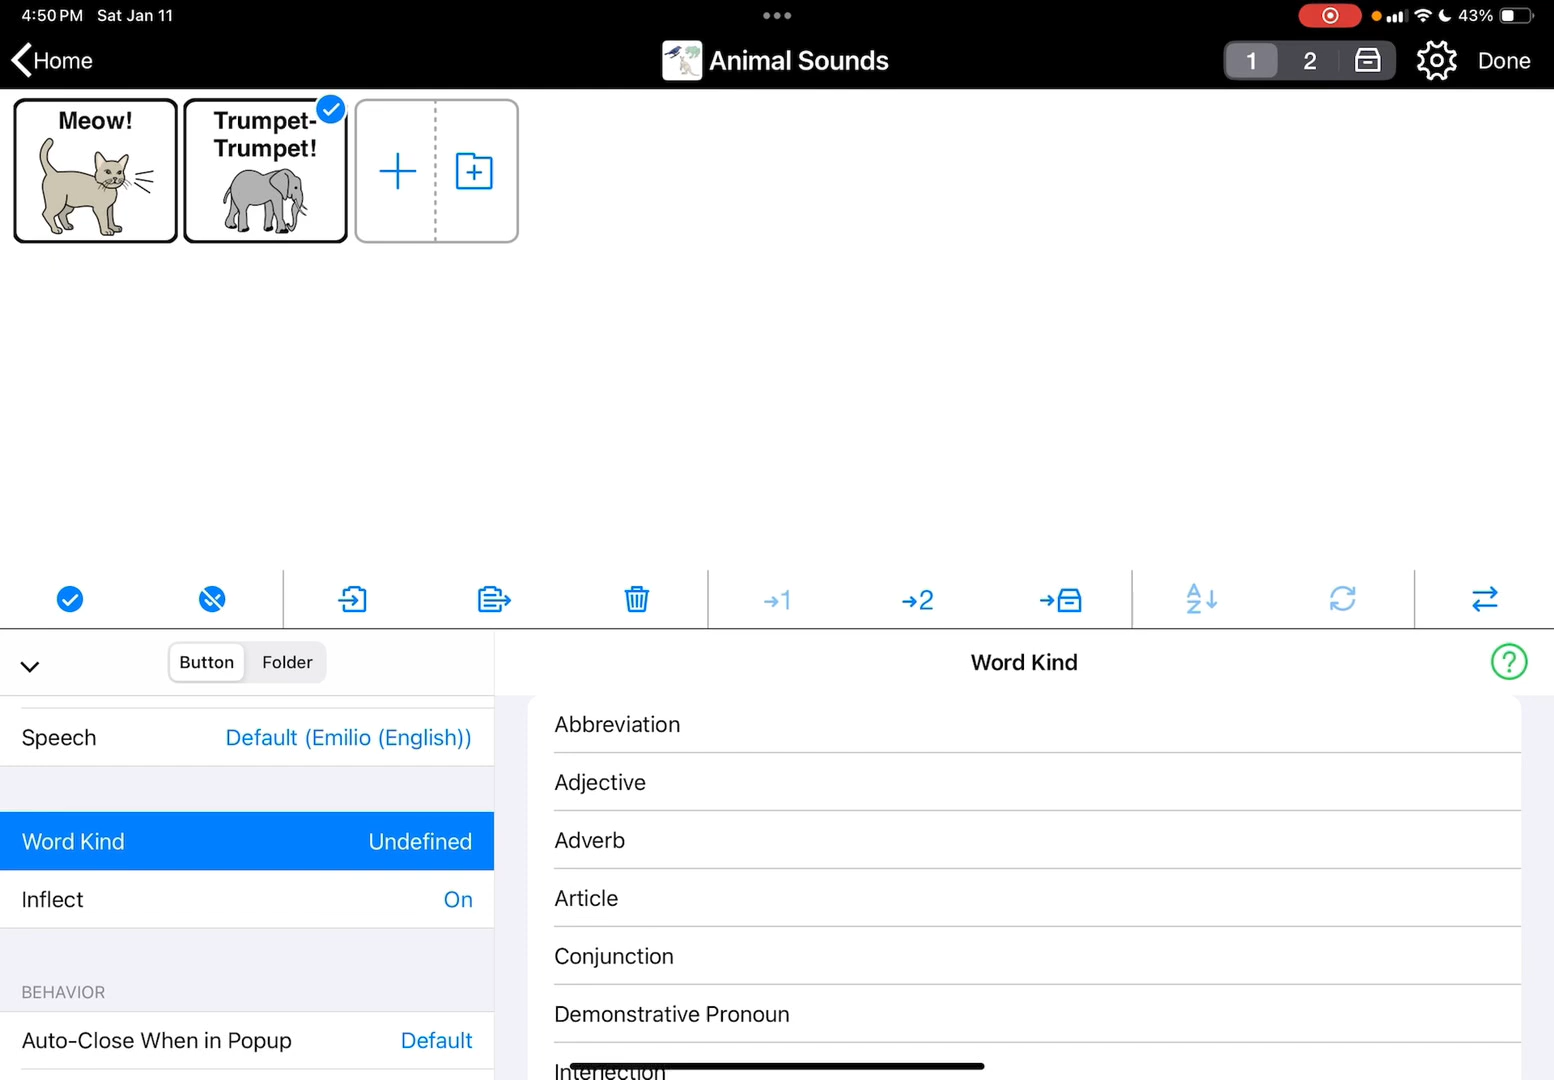 4:50 PM Sat Jan 11
43%
Home
Animal Sounds
1
2
Done
Meow!
Trumpet-
Trumpet!
1
2
A
Z
Button
Folder
Word Kind
?
Speech
Default (Emilio (English))
Word Kind
Undefined
Inflect
On
BEHAVIOR
Auto-Close When in Popup
Default
Abbreviation
Adjective
Adverb
Article
Conjunction
Demonstrative Pronoun
Interjection